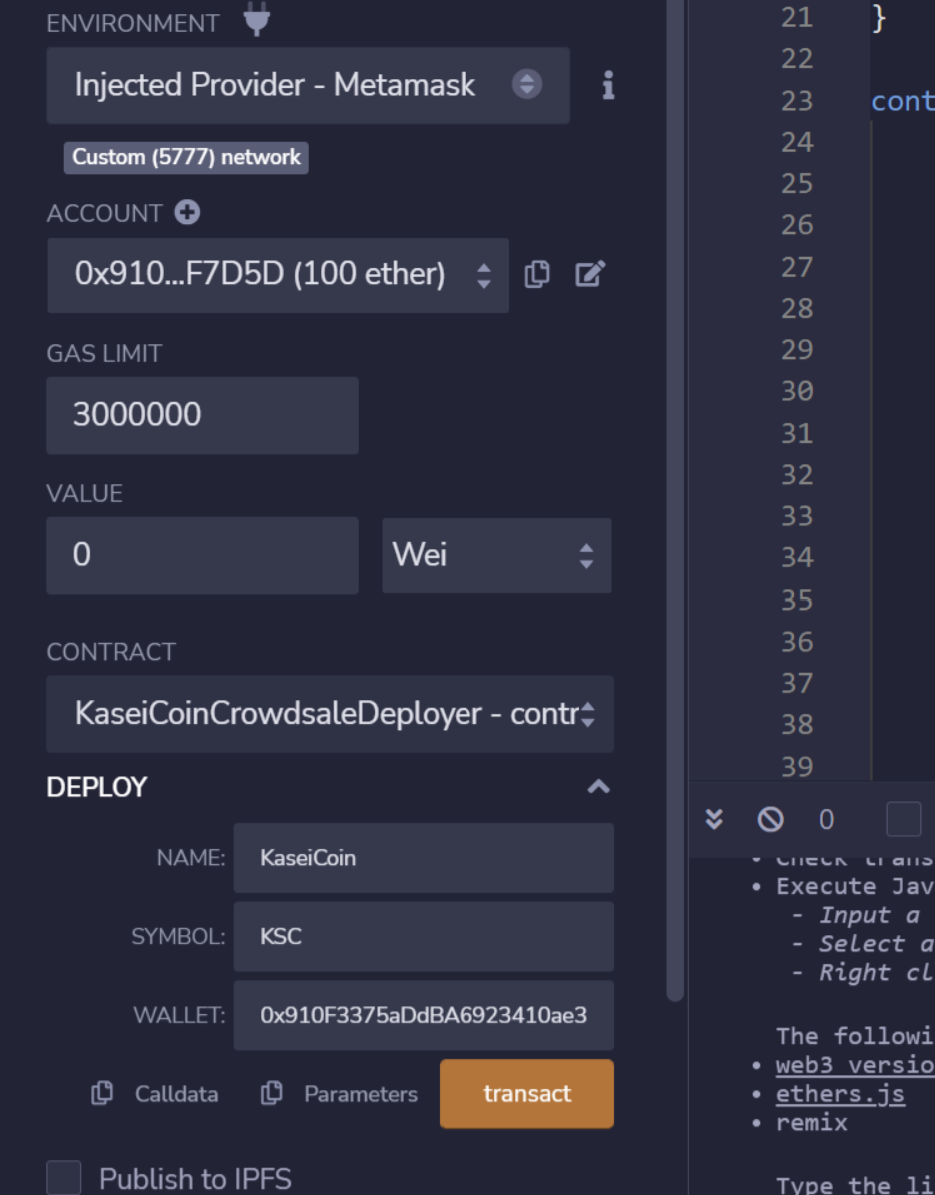 ENVIRONMENT
Injected Provider - Metamask
Custom (5777) network
ACCOUNT
0x910...F7D5D (100 ether)
GAS LIMIT
3000000
VALUE
0
Wei
CONTRACT
KaseiCoinCrowdsaleDeployer - contr
DEPLOY
NAME:
KaseiCoin
SYMBOL:
KSC
WALLET:
0x910F3375aDdBA6923410ae3
Calldata
Parameters
transact
Publish to IPFS
21 }
22
23 cont
24
25
26
27
28
29
30
31
32
33
34
35
36
37
38
39
0
• Check trans
• Execute Jav
- Input a
- Select a
- Right cl
The followi
• web3 versio
• ethers.js
• remix
Type the li